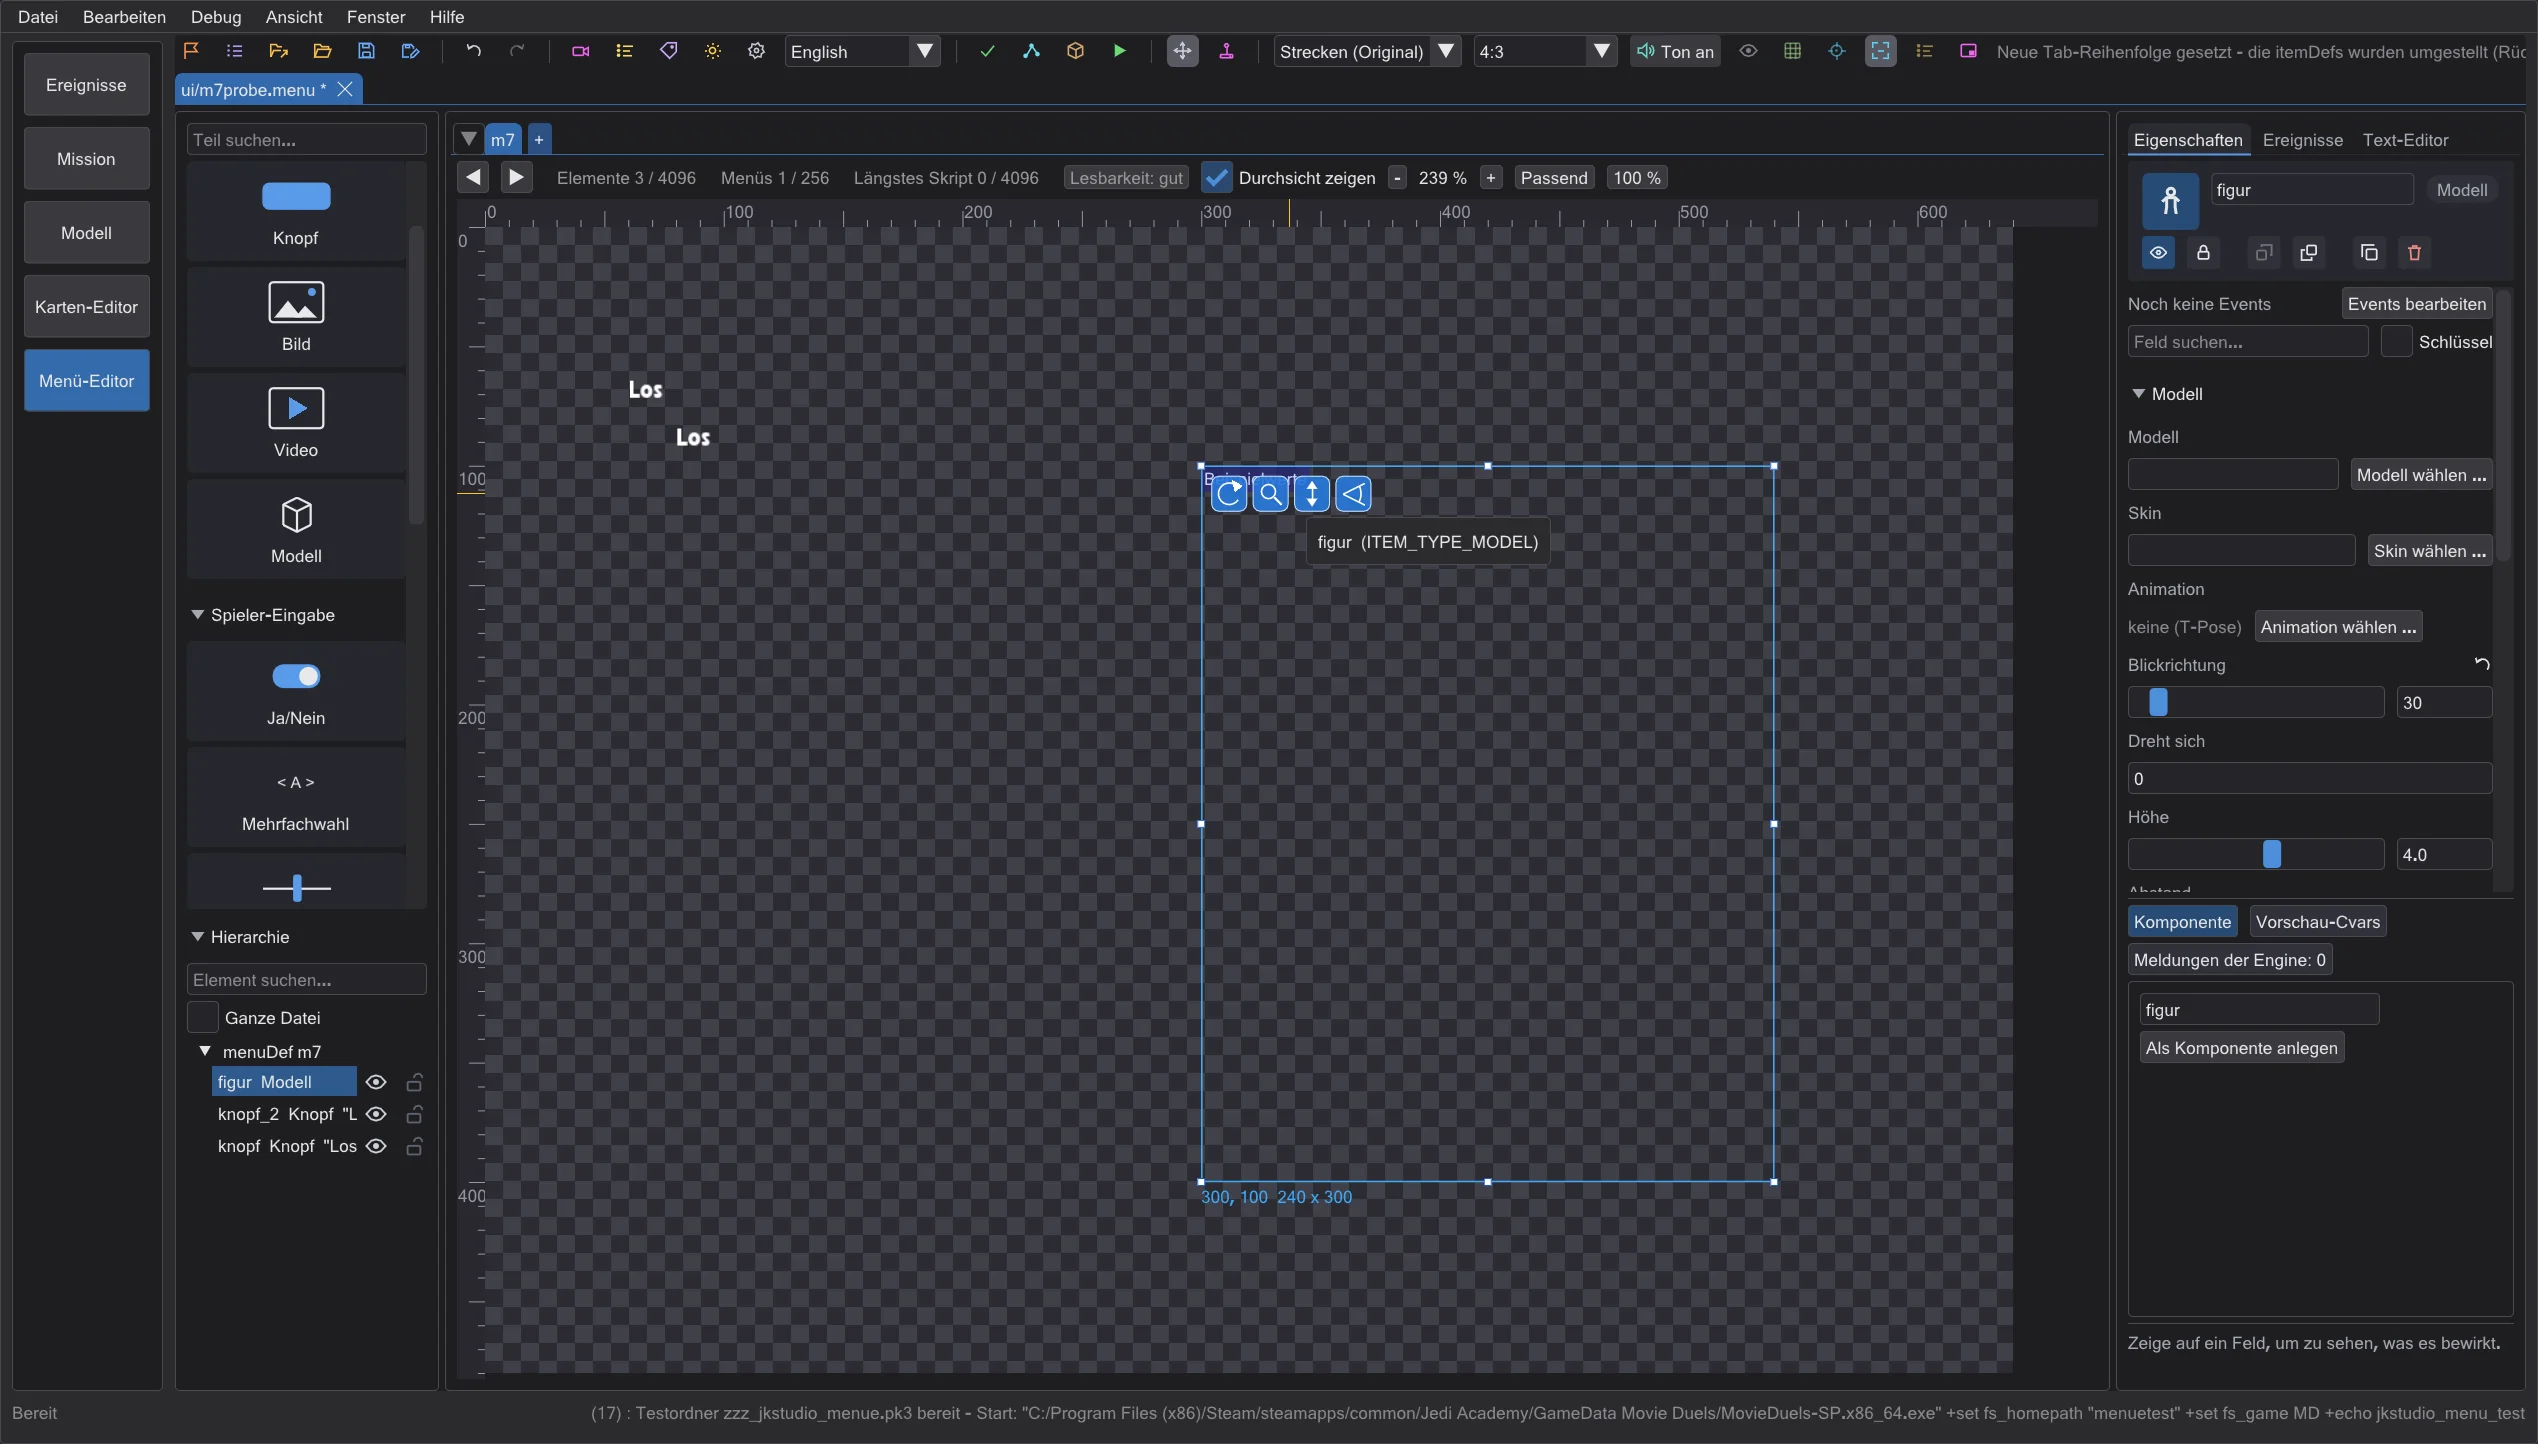 Datei Bearbeiten Debug Ansicht Fenster Hilfe
English Strecken (Original) 4:3 Ton an Neue Tab-Reihenfolge gesetzt - die itemDefs wurden umgestellt (Rüc
ui/m7probe.menu *
Ereignisse
Mission
Modell
Karten-Editor
Menü-Editor
Teil suchen...
Knopf
Bild
Video
Modell
Spieler-Eingabe
Ja/Nein
< A >
Mehrfachwahl
Hierarchie
Element suchen...
Ganze Datei
menuDef m7
figur Modell
knopf_2 Knopf "L
knopf Knopf "Los
m7 +
Elemente 3 / 4096 Menüs 1 / 256 Längstes Skript 0 / 4096 Lesbarkeit: gut Durchsicht zeigen - 239 % + Passend 100 %
0 100 200 300 400 500 600
0
100
200
300
400
Los
Los
figur (ITEM_TYPE_MODEL)
300, 100 240 x 300
Eigenschaften Ereignisse Text-Editor
figur Modell
Noch keine Events Events bearbeiten
Feld suchen... Schlüssel
Modell
Modell
Modell wählen ...
Skin
Skin wählen ...
Animation
keine (T-Pose) Animation wählen ...
Blickrichtung
30
Dreht sich
0
Höhe
4.0
Abstand
Komponente Vorschau-Cvars
Meldungen der Engine: 0
figur
Als Komponente anlegen
Zeige auf ein Feld, um zu sehen, was es bewirkt.
Bereit (17) : Testordner zzz_jkstudio_menue.pk3 bereit - Start: "C:/Program Files (x86)/Steam/steamapps/common/Jedi Academy/GameData Movie Duels/MovieDuels-SP.x86_64.exe" +set fs_homepath "menuetest" +set fs_game MD +echo jkstudio_menu_test